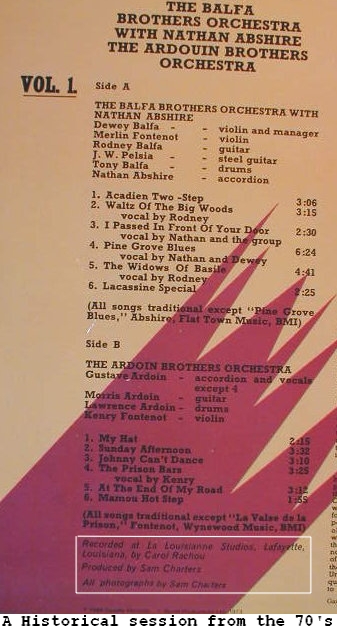 THE BALFA
BROTHERS ORCHESTRA
WITH NATHAN ABSHIRE
THE ARDOUIN BROTHERS
ORCHESTRA
VOL. 1.
Side A
THE BALFA BROTHERS ORCHESTRA WITH
NATHAN ABSHIRE
Dewey Balfa - - violin and manager
Merlin Fontenot - violin
Rodney Balfa - guitar
J. W. Pelsia - steel guitar
Tony Balfa - drums
Nathan Abshire - accordion
1. Acadien Two -Step 3:06
2. Waltz Of The Big Woods 3:15
vocal by Rodney
3. I Passed In Front Of Your Door 2:30
vocal by Nathan and the group
4. Pine Grove Blues 6:24
vocal by Nathan and Dewey
5. The Widows Of Basile 4:41
vocal by Rodney
6. Lacassine Special 2:25
(All songs traditional except "Pine Grove
Blues," Abshire, Flat Town Music, BMI)
Side B
THE ARDOIN BROTHERS ORCHESTRA
Gustave Ardoin - accordion and vocals
except 4
Morris Ardoin - guitar
Lawrence Ardoin - drums
Kenry Fontenot - violin
1. My Hat 2:15
2. Sunday Afternoon 3:32
3. Johnny Can't Dance 3:10
4. The Prison Bars 3:25
vocal by Kenry
5. At The End Of My Road 3:12
6. Mamou Hot Step 1:55
(All songs traditional except "La Valse de la
Prison," Fontenot, Wynewood Music, BMI)
Recorded at La Louisianne Studios, Lafayette,
Louisiana, by Carol Rachou
Produced by Sam Charters
All photographs by Sam Charters
A Historical session from the 70's